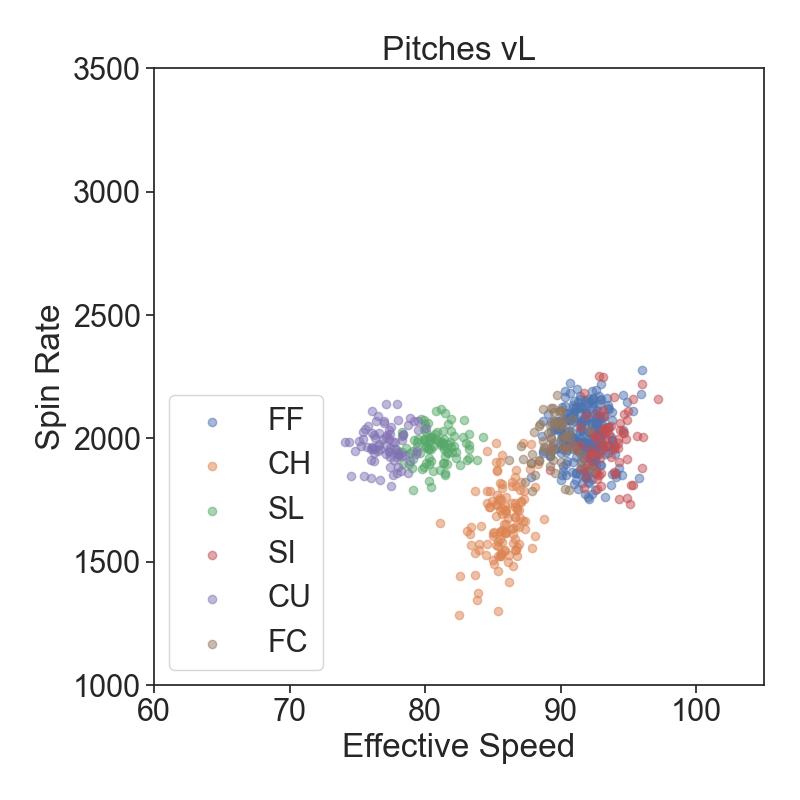 Pitches vL
3500
3000
2500
2000
1500
1000
Spin Rate
FF
CH
SL
SI
CU
FC
60 70 80 90 100
Effective Speed